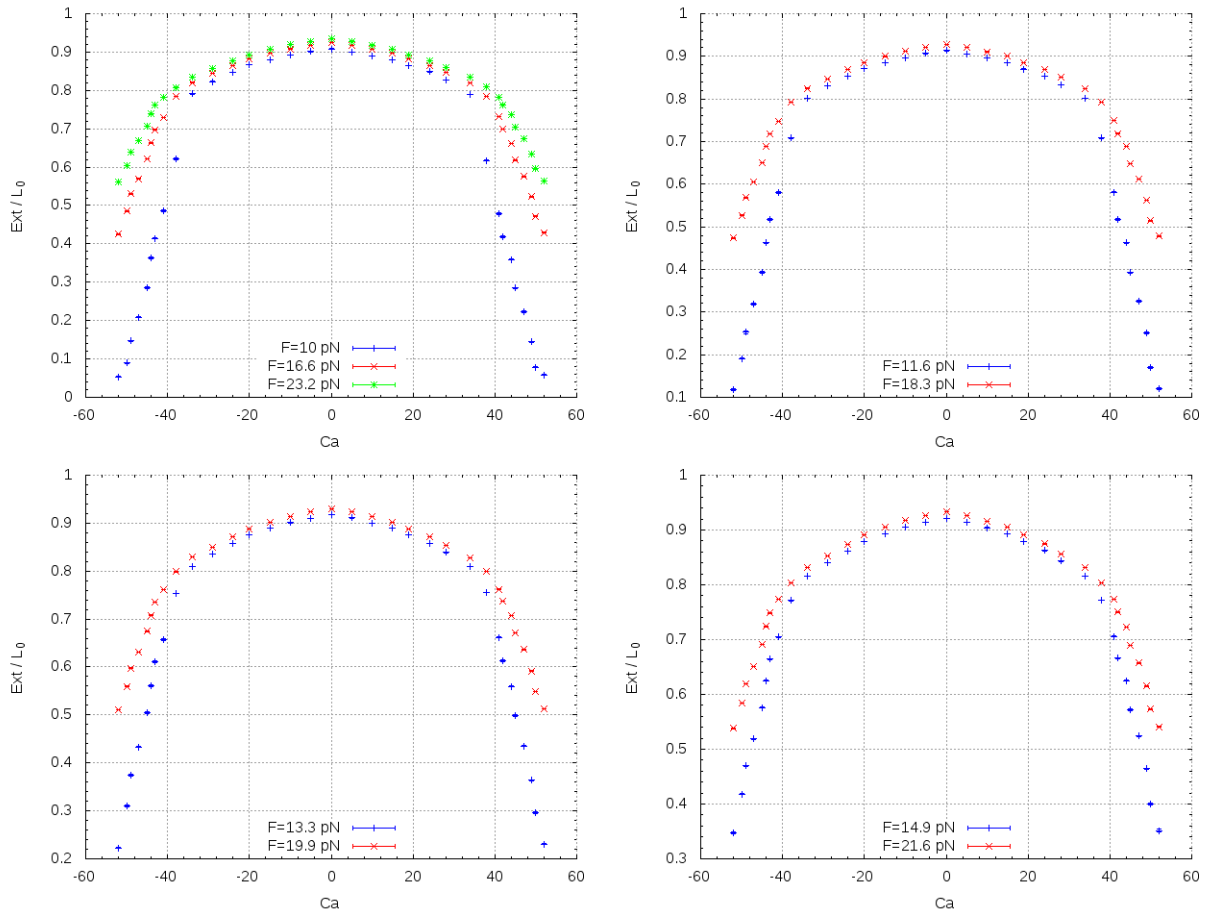 1
0.9
0.8
0.7
0.6
0.5
0.4
0.3
0.2
0.1
0
Ext / L0
F=10 pN
F=16.6 pN
F=23.2 pN
-60 -40 -20 0 20 40 60
Ca
1
0.9
0.8
0.7
0.6
0.5
0.4
0.3
0.2
0.1
Ext / L0
F=11.6 pN
F=18.3 pN
-60 -40 -20 0 20 40 60
Ca
1
0.9
0.8
0.7
0.6
0.5
0.4
0.3
0.2
Ext / L0
F=13.3 pN
F=19.9 pN
-60 -40 -20 0 20 40 60
Ca
1
0.9
0.8
0.7
0.6
0.5
0.4
0.3
Ext / L0
F=14.9 pN
F=21.6 pN
-60 -40 -20 0 20 40 60
Ca